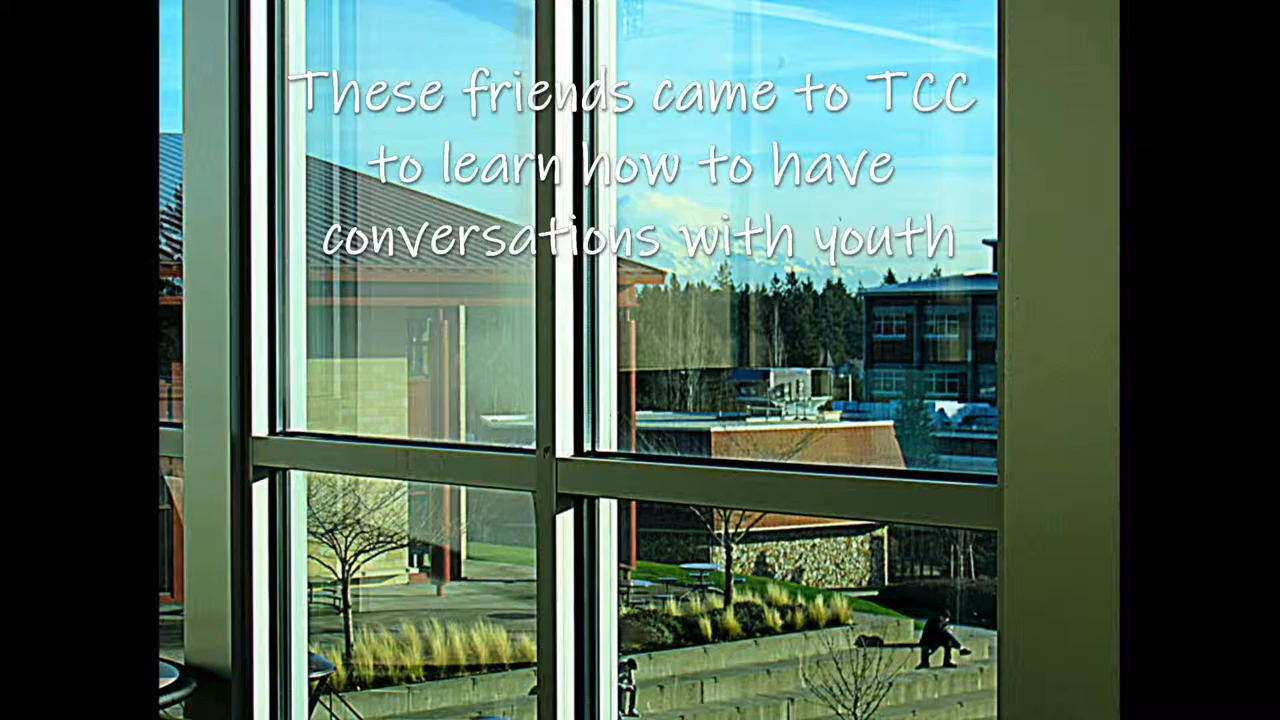 These friends came to TCC
to learn how to have
conversations with youth